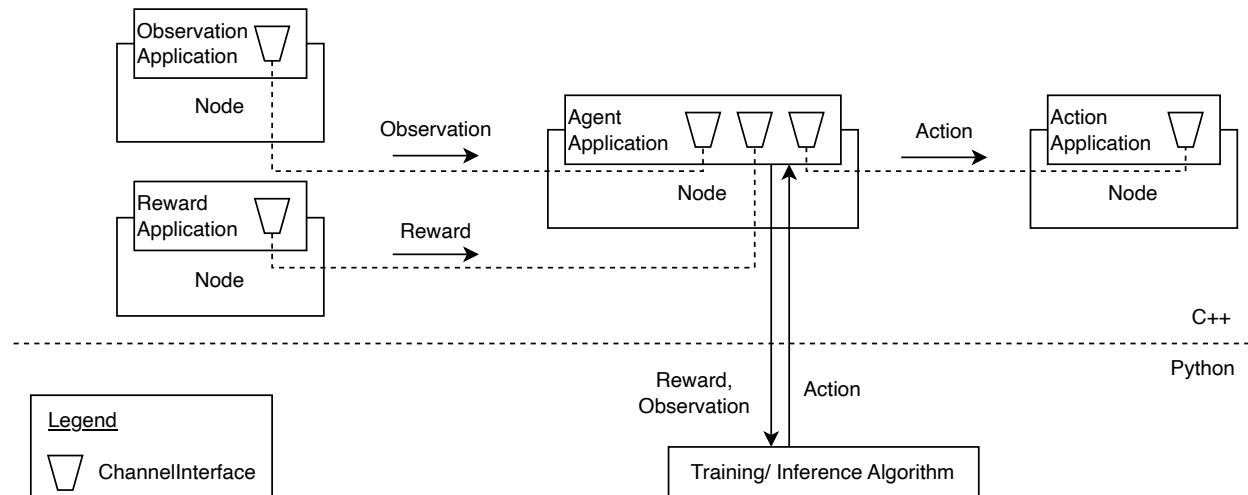 Observation
Application
Node
Observation
Agent
Application
Node
Action
Action
Application
Node
Reward
Application
Node
Reward
C++
Python
Reward,
Observation
Action
Legend
ChannelInterface
Training/ Inference Algorithm